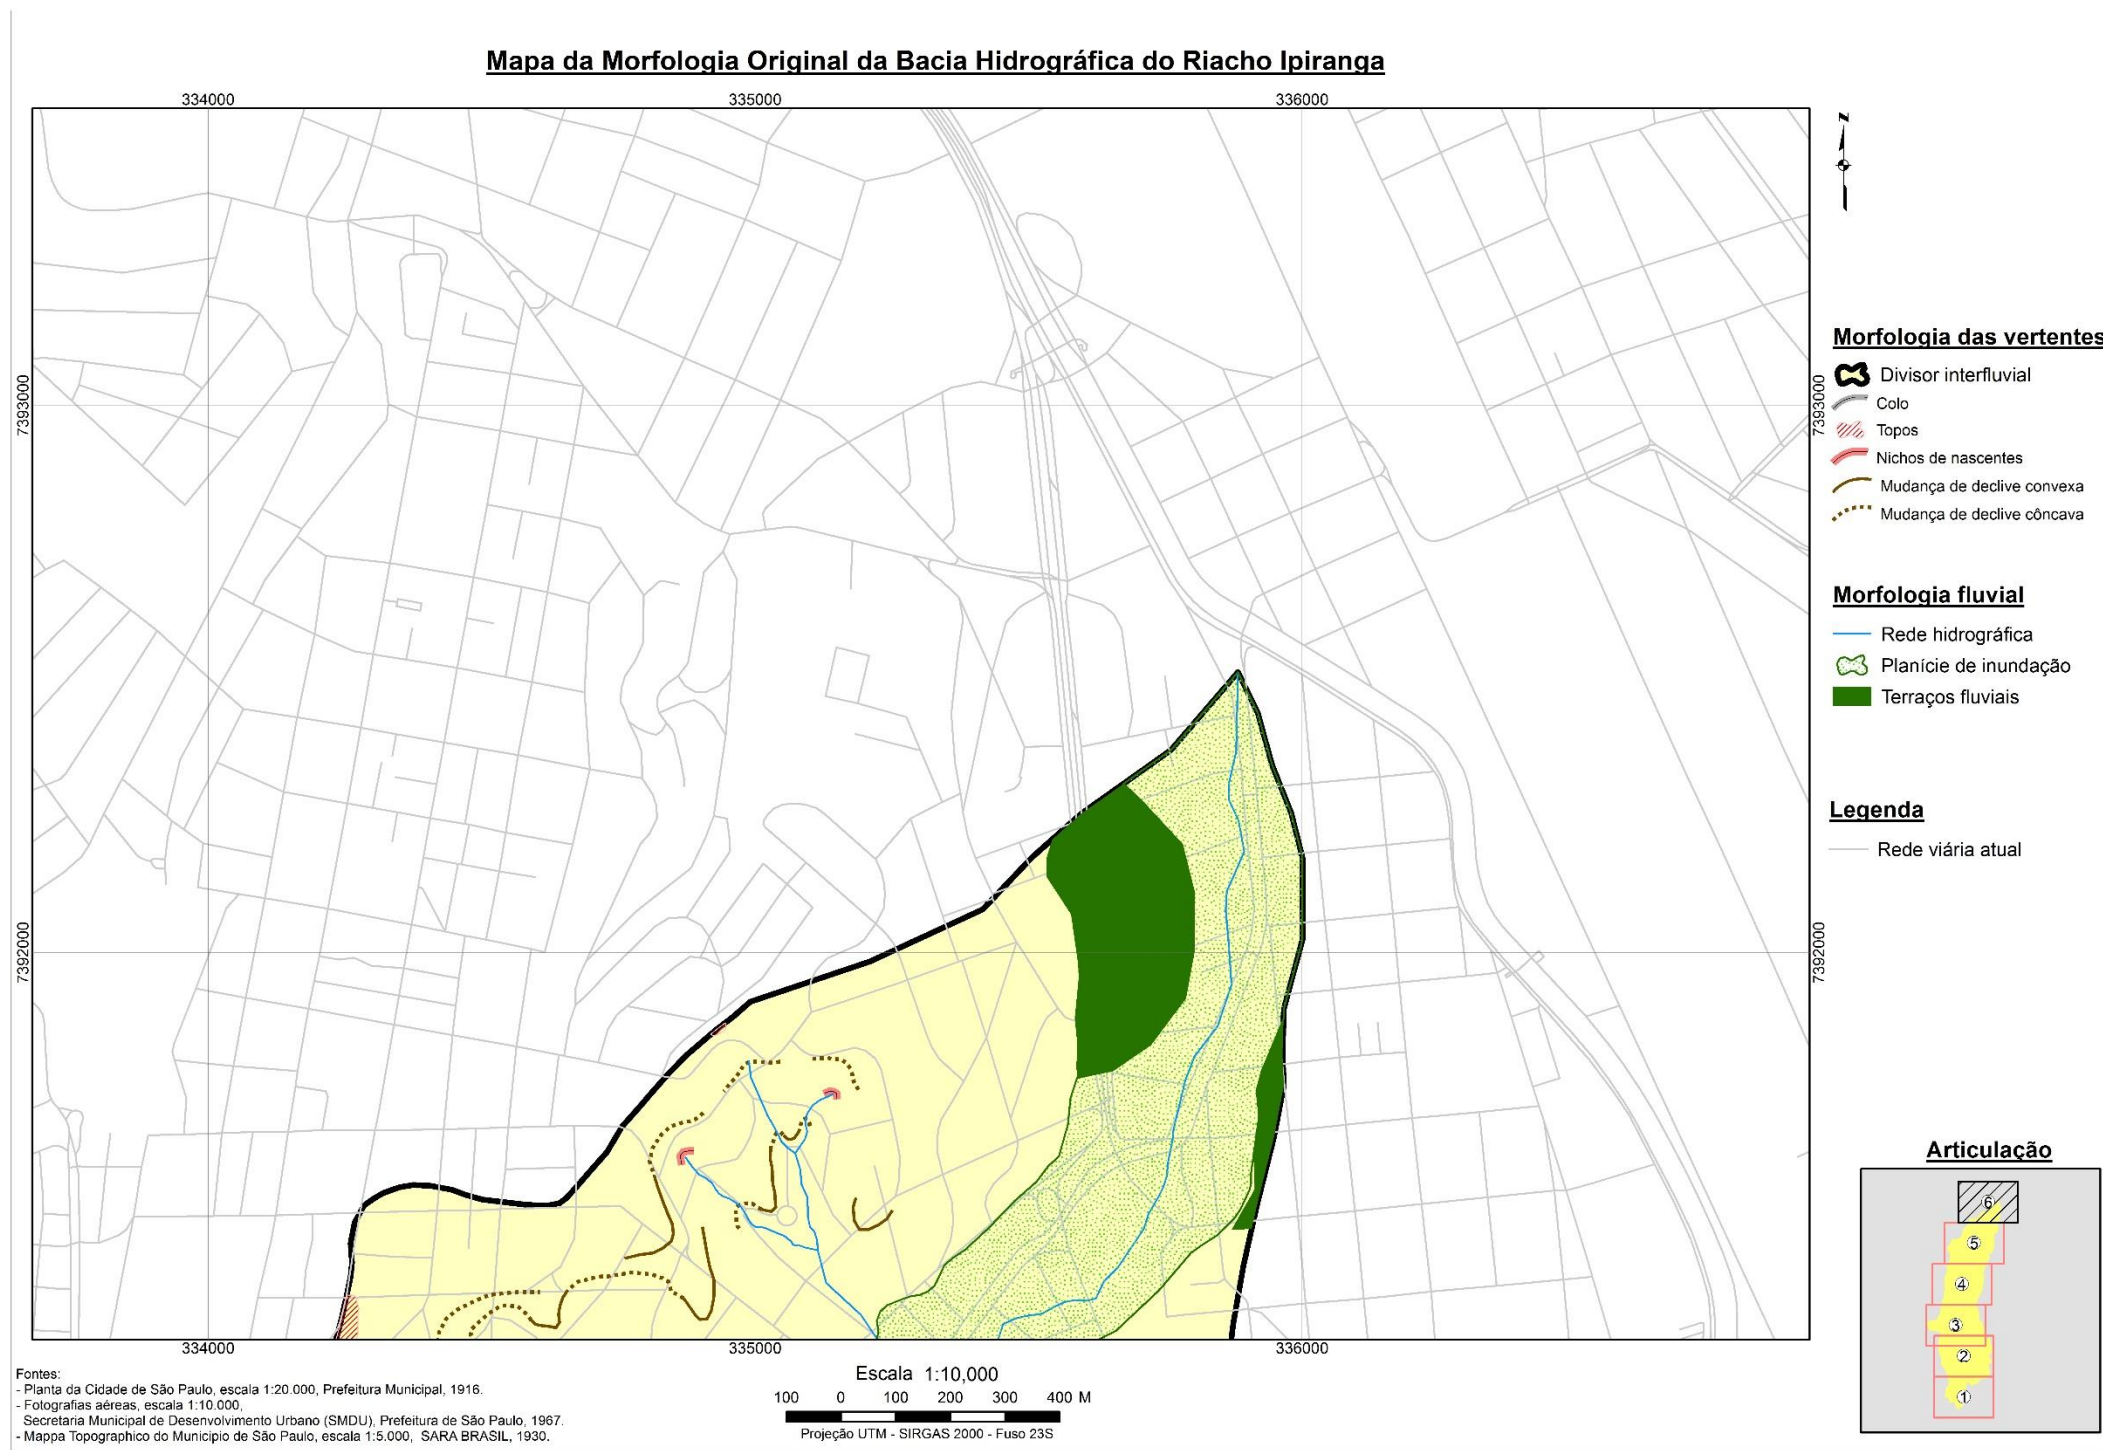 Mapa da Morfologia Original da Bacia Hidrográfica do Riacho Ipiranga
334000
335000
336000
N
7393000
7393000
7392000
7392000
334000
335000
336000
Morfologia das vertentes
Divisor interfluvial
Colo
Topos
Nichos de nascentes
Mudança de declive convexa
Mudança de declive côncava
Morfologia fluvial
Rede hidrográfica
Planície de inundação
Terraços fluviais
Legenda
Rede viária atual
Articulação
6
5
4
3
2
1
Fontes:
- Planta da Cidade de São Paulo, escala 1:20.000, Prefeitura Municipal, 1916.
- Fotografias aéreas, escala 1:10.000,
Secretaria Municipal de Desenvolvimento Urbano (SMDU), Prefeitura de São Paulo, 1967.
- Mappa Topographico do Municipio de São Paulo, escala 1:5.000, SARA BRASIL, 1930.
Escala 1:10,000
100 0 100 200 300 400 M
Projeção UTM - SIRGAS 2000 - Fuso 23S